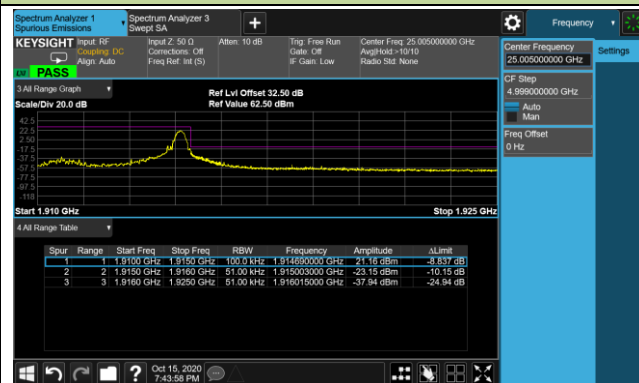 Spectrum Analyzer 1
Spurious Emissions
Spectrum Analyzer 3
Swept SA
Frequency
KEYSIGHT
Input: RF
Coupling: DC
Align: Auto
Input Z: 50 Ω
Corrections: Off
Freq Ref: Int (S)
Atten: 10 dB
Trig: Free Run
Gate: Off
IF Gain: Low
Center Freq: 25.005000000 GHz
Avg|Hold:>10/10
Radio Std: None
PASS
Center Frequency
25.005000000 GHz
Settings
CF Step
4.999000000 GHz
Auto
Man
Freq Offset
0 Hz
3 All Range Graph
Scale/Div 20.0 dB
Ref Lvl Offset 32.50 dB
Ref Value 62.50 dBm
42.5
22.5
2.50
-17.5
-37.5
-57.5
-77.5
-97.5
-118
Start 1.910 GHz
Stop 1.925 GHz
4 All Range Table
Spur Range Start Freq Stop Freq RBW Frequency Amplitude ΔLimit
1 1 1.9100 GHz 1.9150 GHz 100.0 kHz 1.914690000 GHz 21.16 dBm -8.837 dB
2 2 1.9150 GHz 1.9160 GHz 51.00 kHz 1.915003000 GHz -23.15 dBm -10.15 dB
3 3 1.9160 GHz 1.9250 GHz 51.00 kHz 1.916015000 GHz -37.94 dBm -24.94 dB
Oct 15, 2020
7:43:58 PM